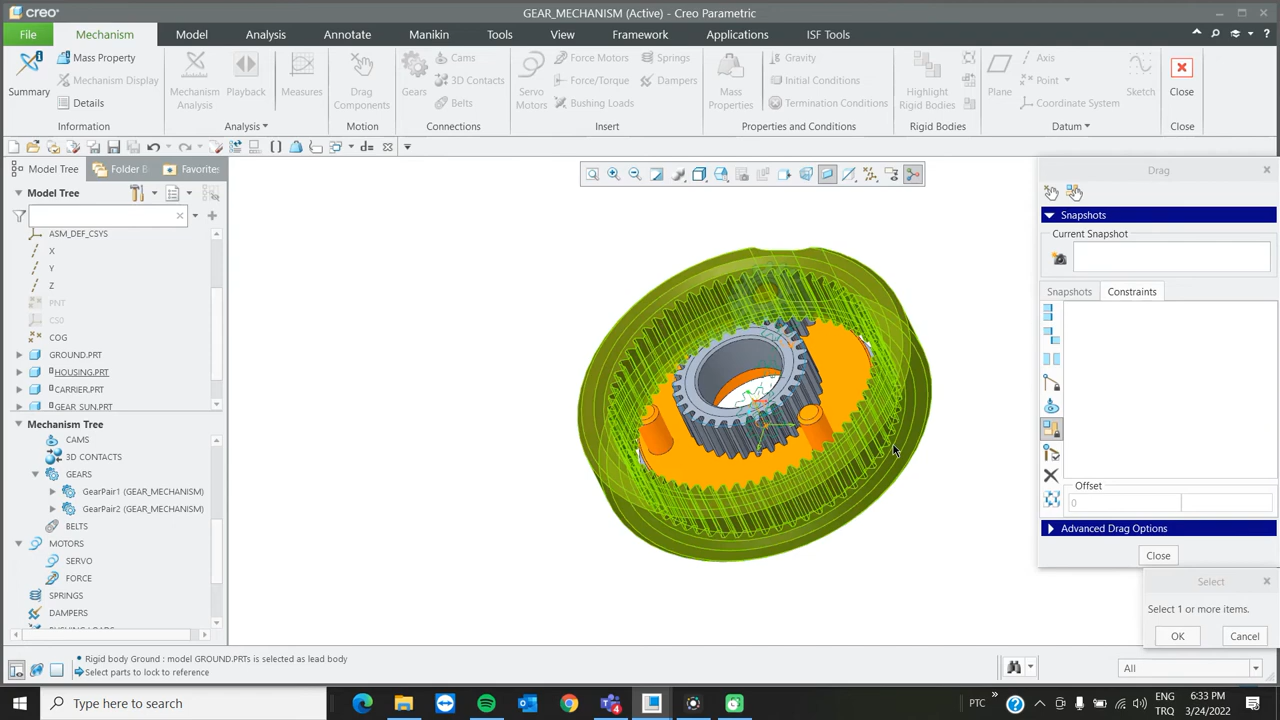 creo
GEAR_MECHANISM (Active) - Creo Parametric
File
Mechanism
Model
Analysis
Annotate
Manikin
Tools
View
Framework
Applications
ISF Tools
Summary
Mass Property
Mechanism Display
Details
Information
Mechanism Analysis
Playback
Measures
Analysis
Drag Components
Motion
Gears
Cams
3D Contacts
Belts
Connections
Servo Motors
Force Motors
Force/Torque
Bushing Loads
Springs
Dampers
Insert
Mass Properties
Gravity
Initial Conditions
Termination Conditions
Properties and Conditions
Highlight Rigid Bodies
Rigid Bodies
Plane
Axis
Point
Coordinate System
Sketch
Datum
Close
Close
Model Tree
Folder B
Favorites
Model Tree
ASM_DEF_CSYS
X
Y
Z
PNT
CS0
COG
GROUND.PRT
HOUSING.PRT
CARRIER.PRT
GEAR_SUN.PRT
Mechanism Tree
CAMS
3D CONTACTS
GEARS
GearPair1 (GEAR_MECHANISM)
GearPair2 (GEAR_MECHANISM)
BELTS
MOTORS
SERVO
FORCE
SPRINGS
DAMPERS
Drag
Snapshots
Current Snapshot
Snapshots
Constraints
Offset
0
Advanced Drag Options
Close
Select
Select 1 or more items.
OK
Cancel
Rigid body Ground : model GROUND.PRTs is selected as lead body
Select parts to lock to reference
All
Type here to search
PTC
ENG
TRQ
6:33 PM
3/24/2022